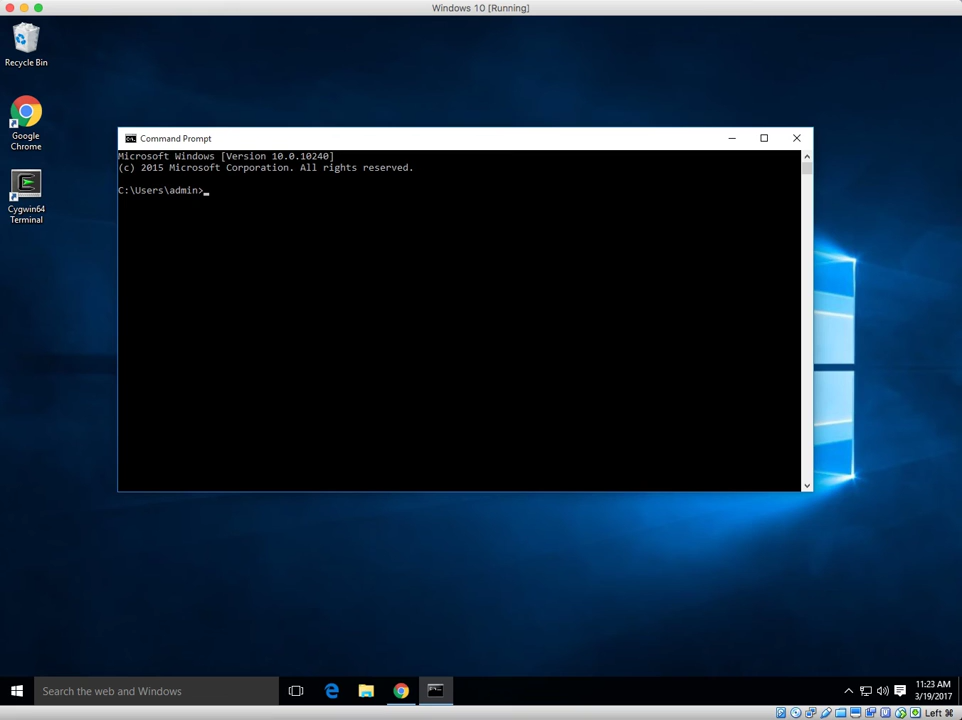 Windows 10 [Running]
Recycle Bin
Google
Chrome
Cygwin64
Terminal
Command Prompt
Microsoft Windows [Version 10.0.10240]
(c) 2015 Microsoft Corporation. All rights reserved.
C:\Users\admin>_
Search the web and Windows
11:23 AM
3/19/2017
Left ⌘